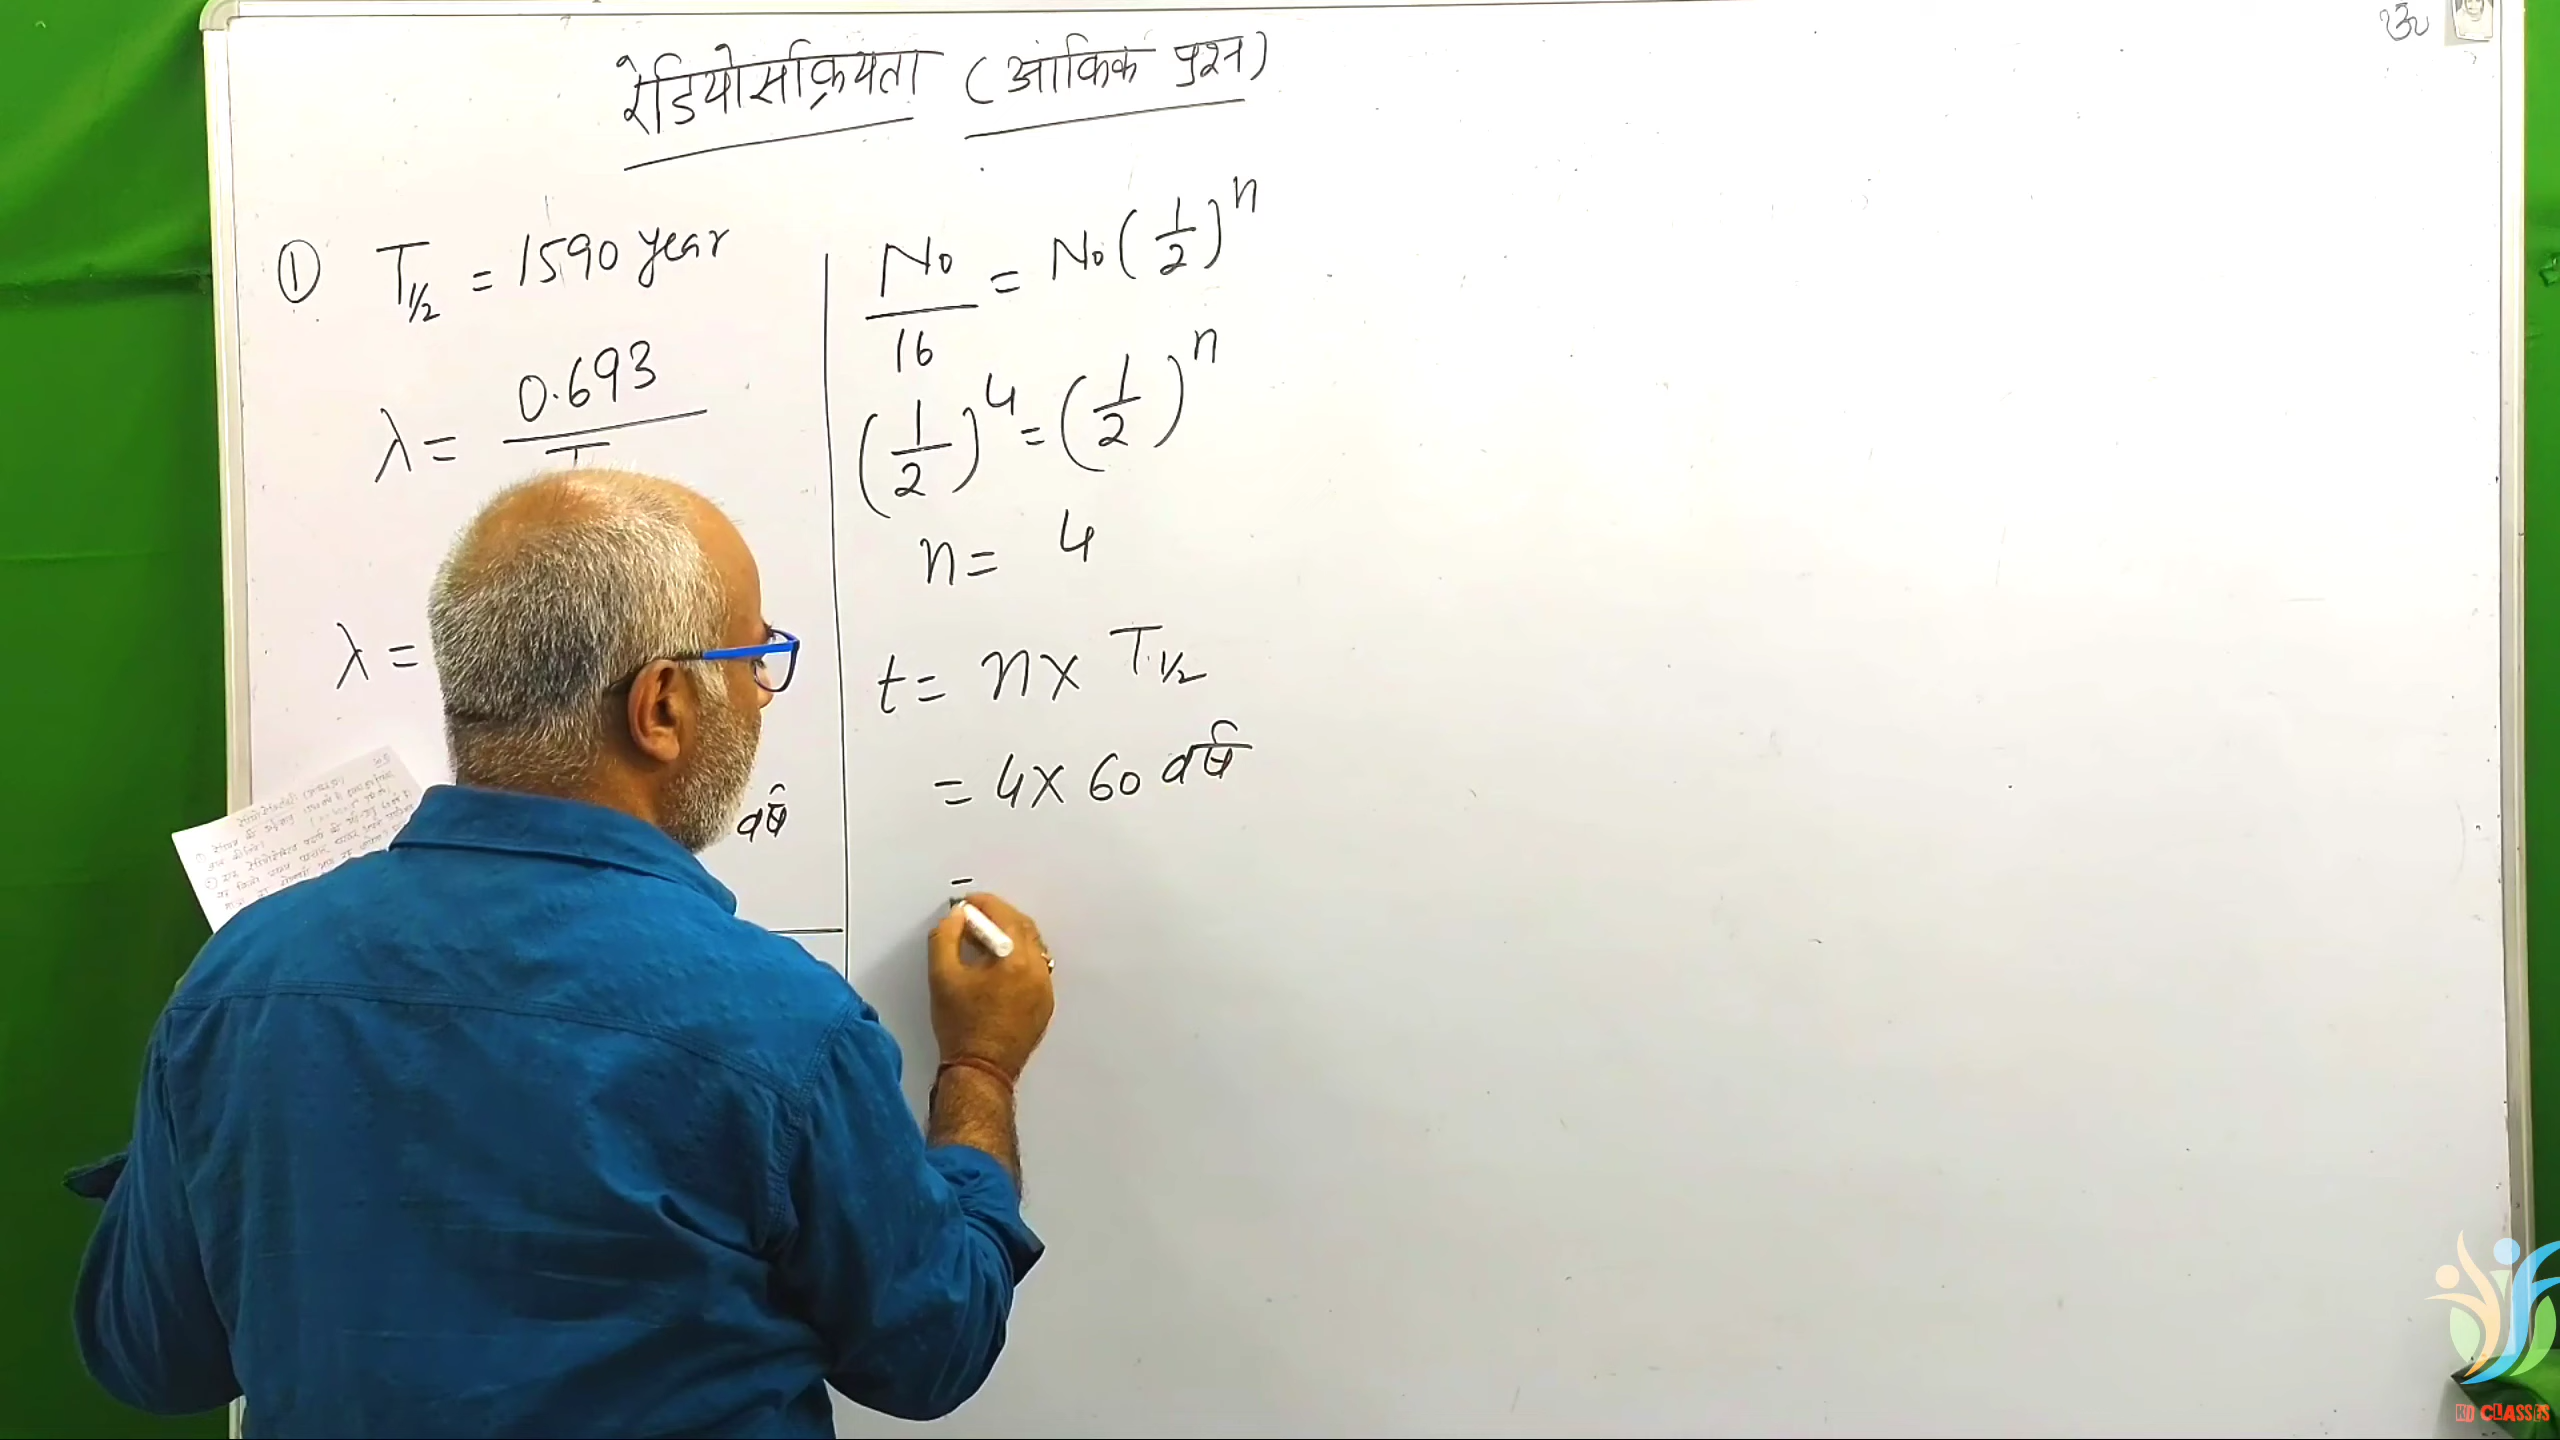 रेडियोसक्रियता (आंकिक प्रश्न)
ॐ
① T1/2 = 1590 year
λ = 0.693 / T
λ =
वर्ष
N₀/16 = N₀(1/2)ⁿ
(1/2)⁴ = (1/2)ⁿ
n = 4
t = n × T1/2
= 4 × 60 वर्ष
=
KD CLASSES